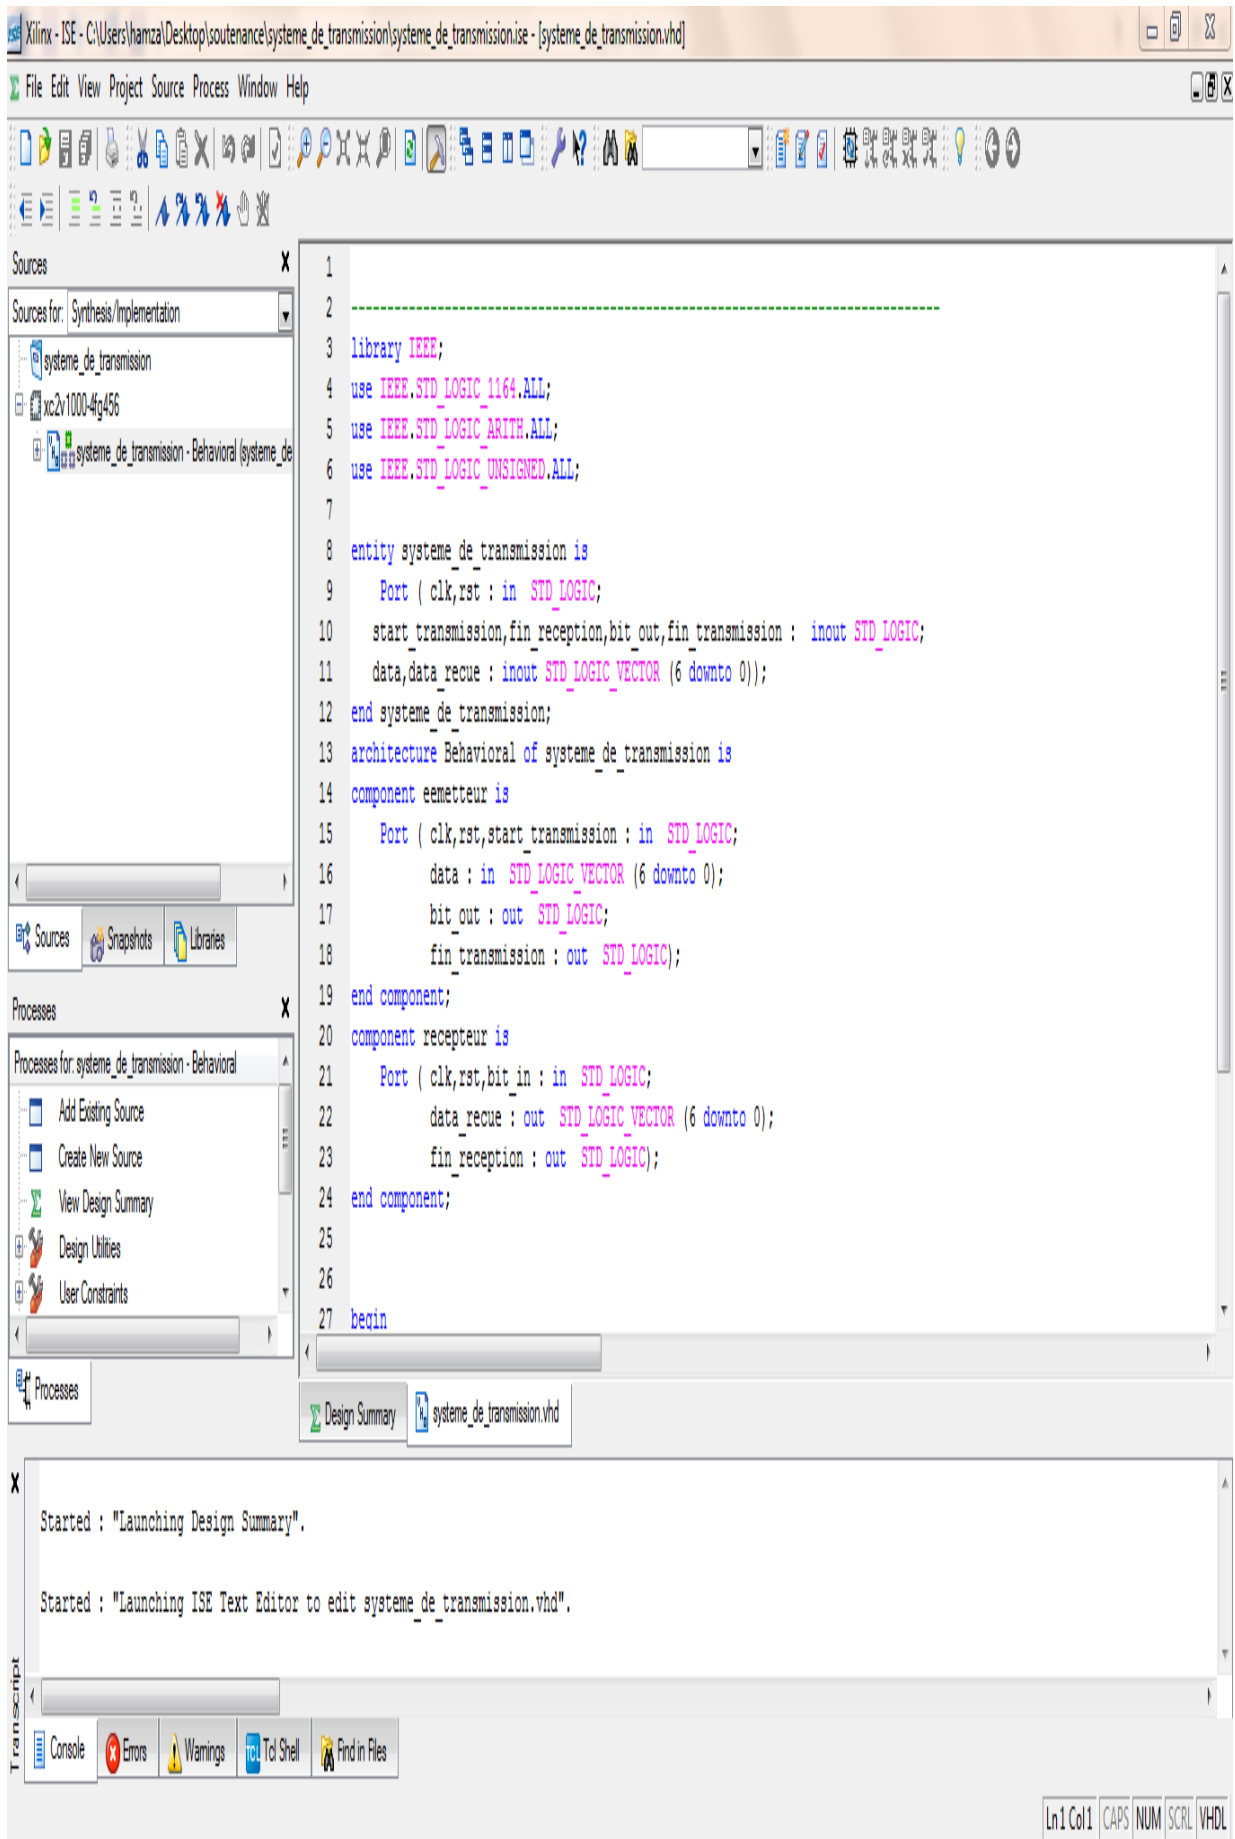 Xilinx - ISE - C:\Users\hamza\Desktop\soutenance\systeme_de_transmission\systeme_de_transmission.ise - [systeme_de_transmission.vhd]
File Edit View Project Source Process Window Help
Sources
Sources for: Synthesis/Implementation
systeme_de_transmission
xc2v1000-4fg456
systeme_de_transmission - Behavioral (systeme_de
Sources Snapshots Libraries
Processes
Processes for: systeme_de_transmission - Behavioral
Add Existing Source
Create New Source
View Design Summary
Design Utilities
User Constraints
Processes
1
2 ----------------------------------------------------------------------------------
3 library IEEE;
4 use IEEE.STD_LOGIC_1164.ALL;
5 use IEEE.STD_LOGIC_ARITH.ALL;
6 use IEEE.STD_LOGIC_UNSIGNED.ALL;
7
8 entity systeme_de_transmission is
9 Port ( clk,rst : in STD_LOGIC;
10 start_transmission,fin_reception,bit_out,fin_transmission : inout STD_LOGIC;
11 data,data_recue : inout STD_LOGIC_VECTOR (6 downto 0));
12 end systeme_de_transmission;
13 architecture Behavioral of systeme_de_transmission is
14 component eemetteur is
15 Port ( clk,rst,start_transmission : in STD_LOGIC;
16 data : in STD_LOGIC_VECTOR (6 downto 0);
17 bit_out : out STD_LOGIC;
18 fin_transmission : out STD_LOGIC);
19 end component;
20 component recepteur is
21 Port ( clk,rst,bit_in : in STD_LOGIC;
22 data_recue : out STD_LOGIC_VECTOR (6 downto 0);
23 fin_reception : out STD_LOGIC);
24 end component;
25
26
27 begin
Design Summary systeme_de_transmission.vhd
Started : "Launching Design Summary".
Started : "Launching ISE Text Editor to edit systeme_de_transmission.vhd".
Transcript
Console Errors Warnings Tcl Shell Find in Files
Ln 1 Col 1 CAPS NUM SCRL VHDL